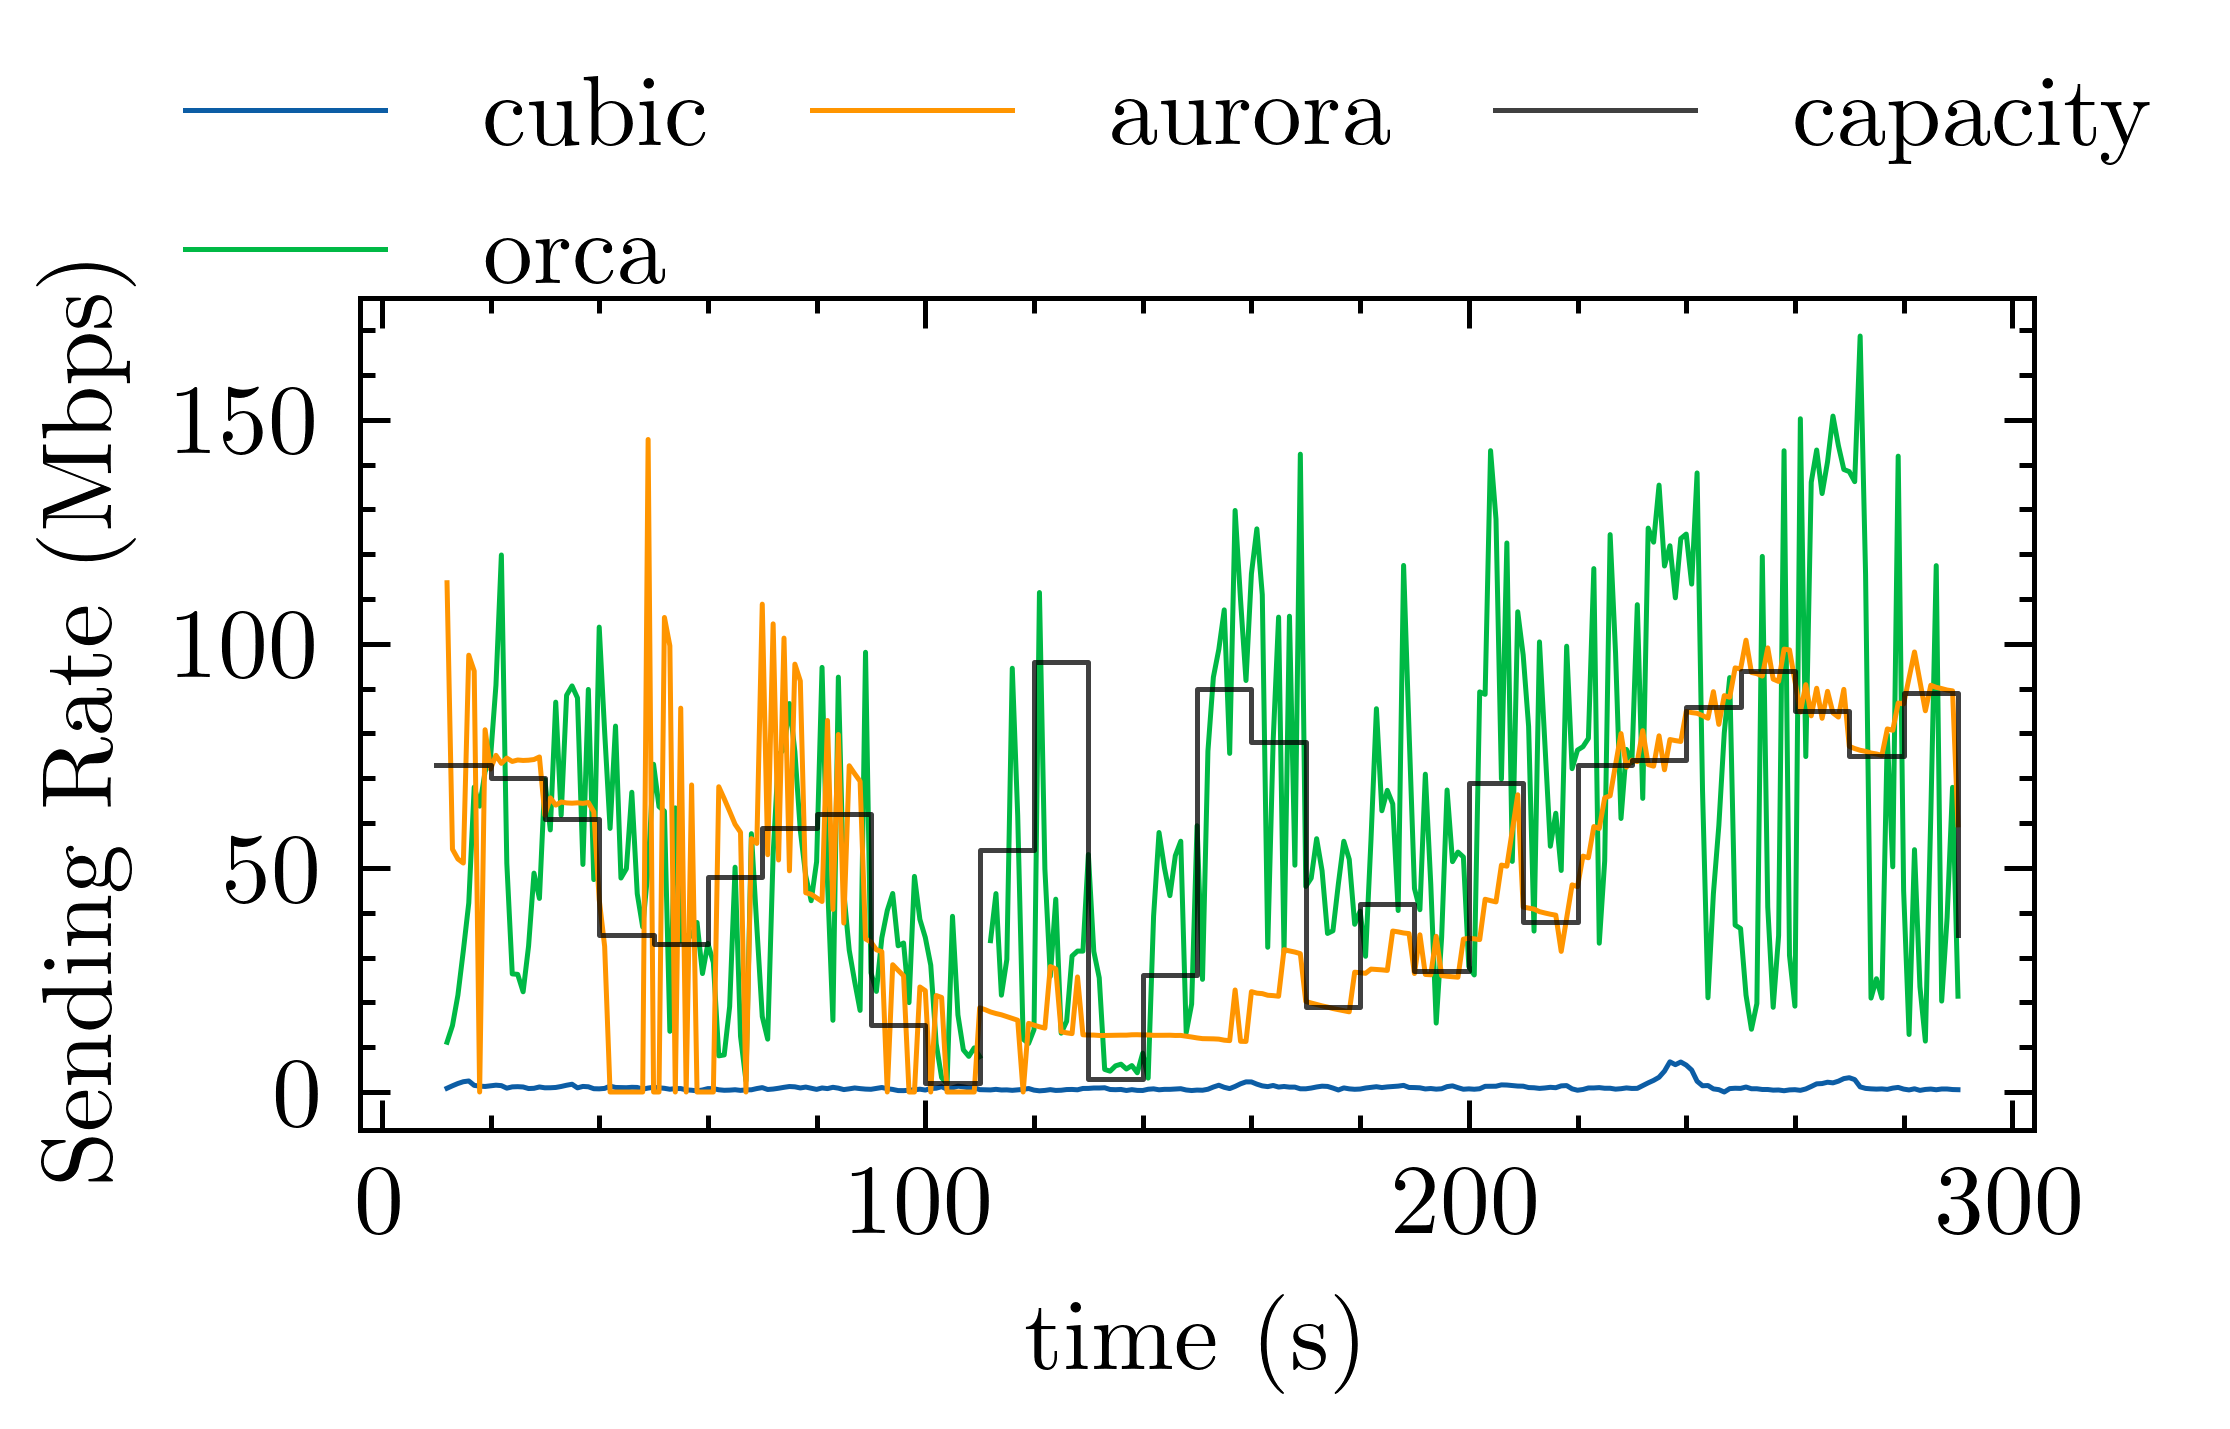 cubic aurora capacity
orca
Sending Rate (Mbps)
150
100
50
0
0 100 200 300
time (s)